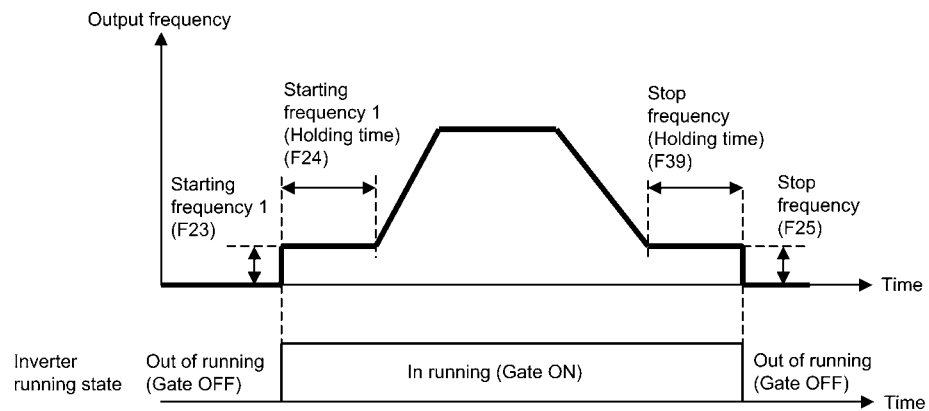 Output frequency
Starting
frequency 1
(Holding time)
(F24)
Stop
frequency
(Holding time)
(F39)
Starting
frequency 1
(F23)
Stop
frequency
(F25)
Time
Inverter
running state
Out of running
(Gate OFF)
In running (Gate ON)
Out of running
(Gate OFF)
Time